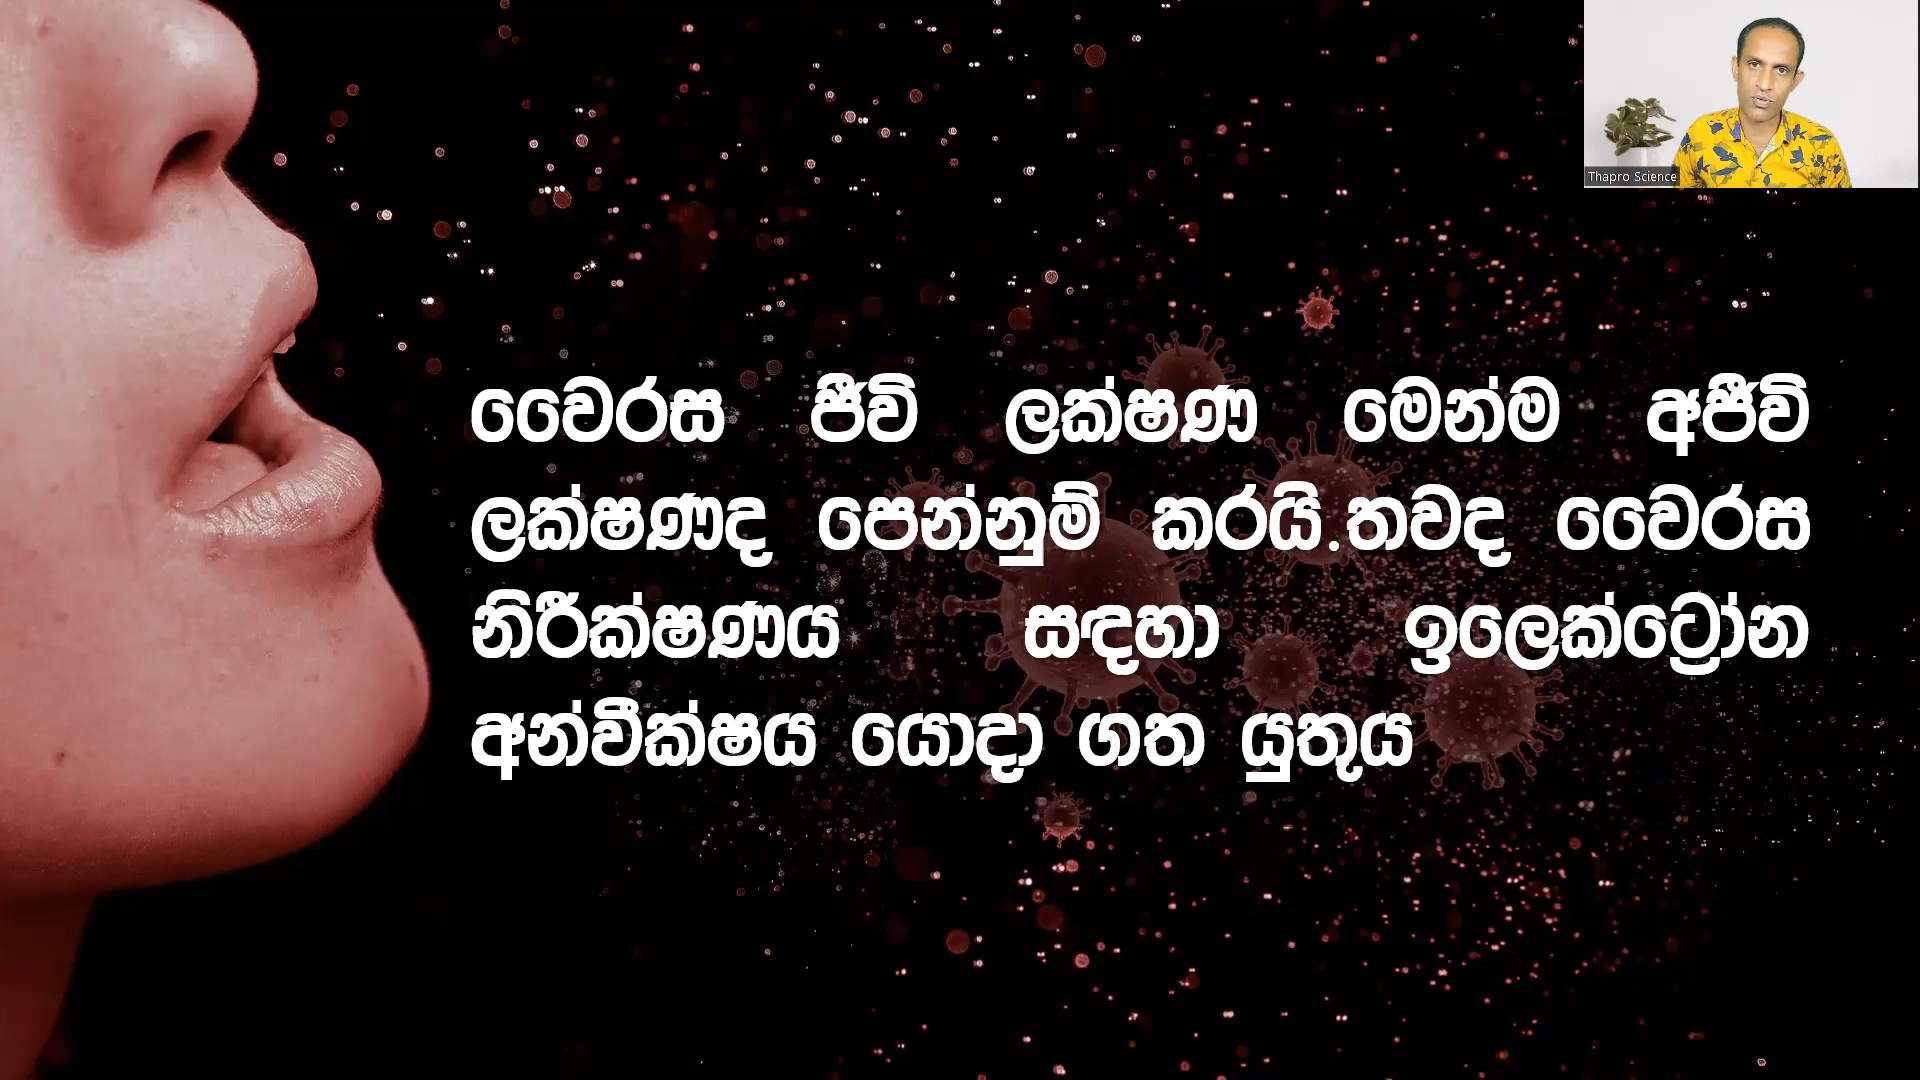 වෛරස ජීවි ලක්ෂණ මෙන්ම අජීවි
ලක්ෂණද පෙන්නුම් කරයි.තවද වෛරස
නිරීක්ෂණය සඳහා ඉලෙක්ට්‍රෝන
අන්වීක්ෂය යොදා ගත යුතුය
Thapro Science